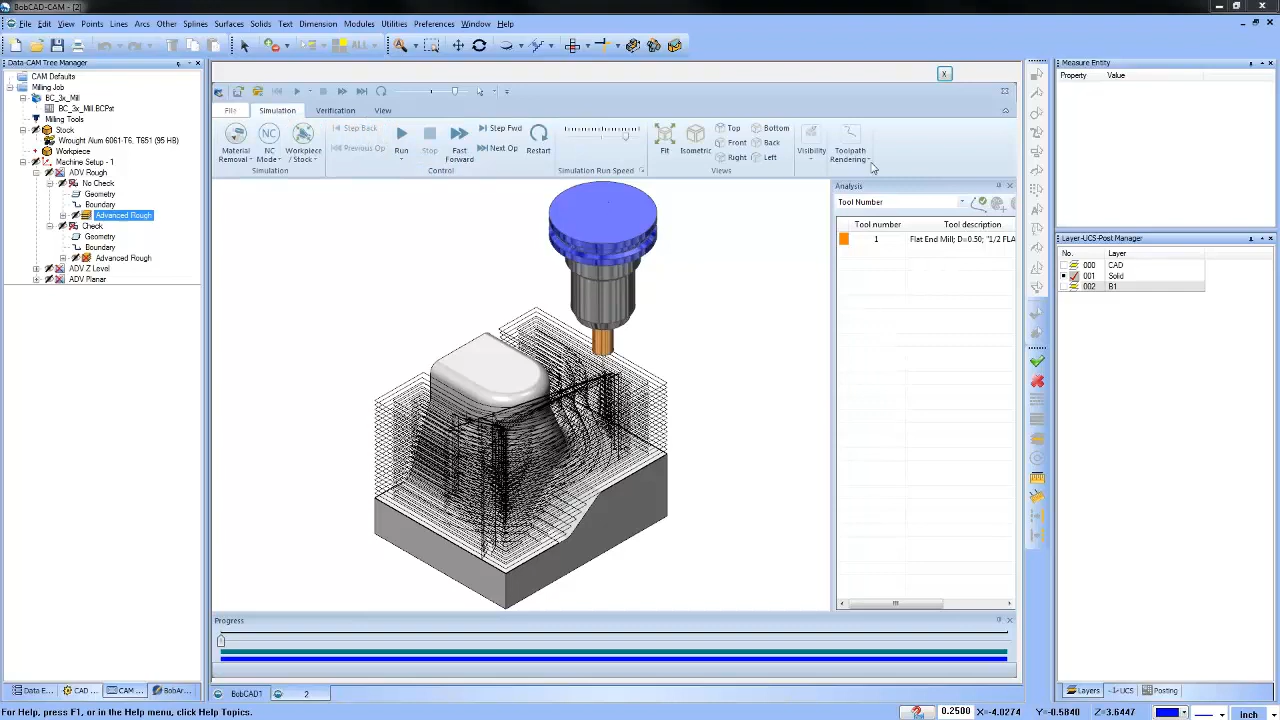 BobCAD-CAM - [2]
File Edit View Points Lines Arcs Other Splines Surfaces Solids Text Dimension Modules Utilities Preferences Window Help
ALL
Data-CAM Tree Manager
CAM Defaults
Milling Job
BC_3x_Mill
BC_3x_Mill.BCPst
Milling Tools
Stock
Wrought Alum 6061-T6, T651 (95 HB)
Workpiece
Machine Setup - 1
ADV Rough
No Check
Geometry
Boundary
Advanced Rough
Check
Geometry
Boundary
Advanced Rough
ADV Z Level
ADV Planar
Data E... CAD ... CAM ... BobAr...
File Simulation Verification View
Material Removal
NC Mode
Workpiece / Stock
Simulation
Step Back
Previous Op
Run
Stop
Fast Forward
Step Fwd
Next Op
Restart
Control
Simulation Run Speed
Fit
Isometric
Top
Front
Right
Bottom
Back
Left
Views
Visibility
Toolpath Rendering
Analysis
Tool Number
Tool number Tool description
1 Flat End Mill; D=0.50; "1/2 FLA
Progress
BobCAD1 2
Measure Entity
Property Value
Layer-UCS-Post Manager
No. Layer
000 CAD
001 Solid
002 B1
Layers UCS Posting
For Help, press F1, or in the Help menu, click Help Topics.
0.2500 X=-4.0274 Y=-0.5840 Z=3.6447 Inch